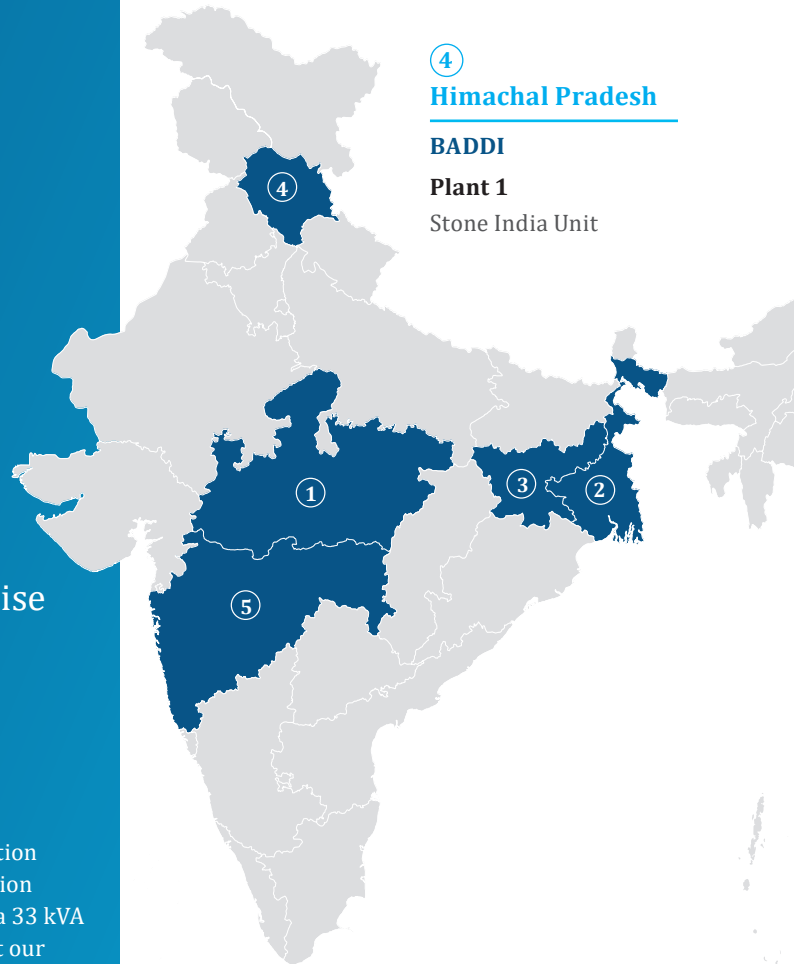 4
Himachal Pradesh
BADDI
Plant 1
Stone India Unit
4
1
3
2
5
ise
tion
ion
a 33 kVA
t our